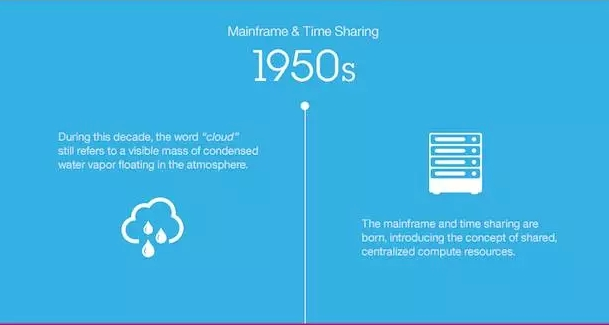 Mainframe & Time Sharing
1950s
During this decade, the word "cloud"
still refers to a visible mass of condensed
water vapor floating in the atmosphere.
The mainframe and time sharing are
born, introducing the concept of shared,
centralized compute resources.